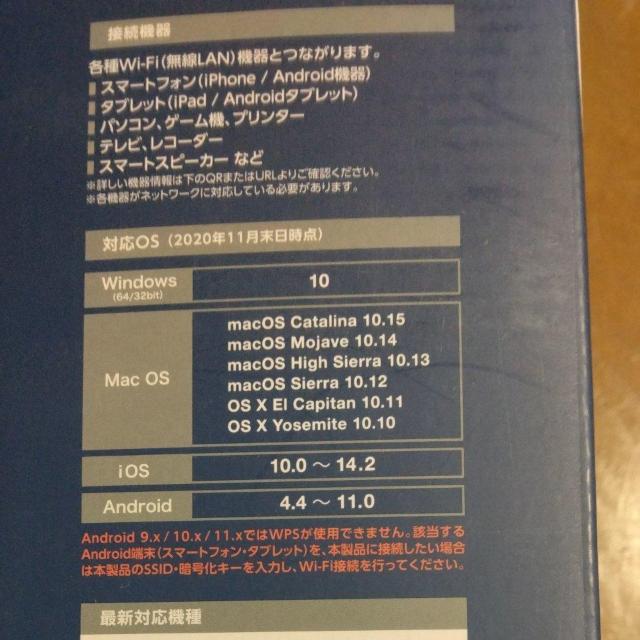 接続機器
各種Wi-Fi(無線LAN)機器とつながります。
スマートフォン(iPhone / Android機器)
タブレット(iPad / Androidタブレット)
パソコン、ゲーム機、プリンター
テレビ、レコーダー
スマートスピーカー など
※詳しい機器情報は下のQRまたはURLよりご確認ください。
※各機器がネットワークに対応している必要があります。
対応OS(2020年11月末日時点)
Windows
(64/32bit)
10
Mac OS
macOS Catalina 10.15
macOS Mojave 10.14
macOS High Sierra 10.13
macOS Sierra 10.12
OS X El Capitan 10.11
OS X Yosemite 10.10
iOS
10.0 ～ 14.2
Android
4.4 ～ 11.0
Android 9.x / 10.x / 11.xではWPSが使用できません。該当する
Android端末(スマートフォン・タブレット)を、本製品に接続したい場合
は本製品のSSID・暗号化キーを入力し、Wi-Fi接続を行ってください。
最新対応機種